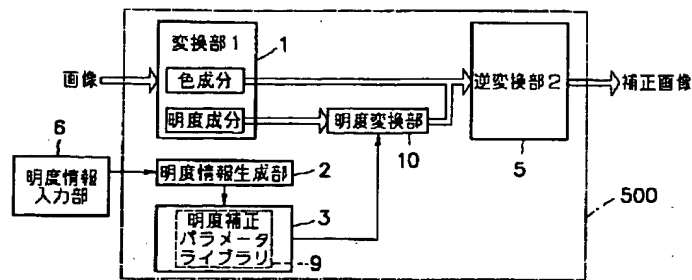 変換部1
1
画像
色成分
明度成分
明度変換部
10
逆変換部2
5
補正画像
6
明度情報
入力部
明度情報生成部
2
明度補正
パラメータ
ライブラリ
3
9
500